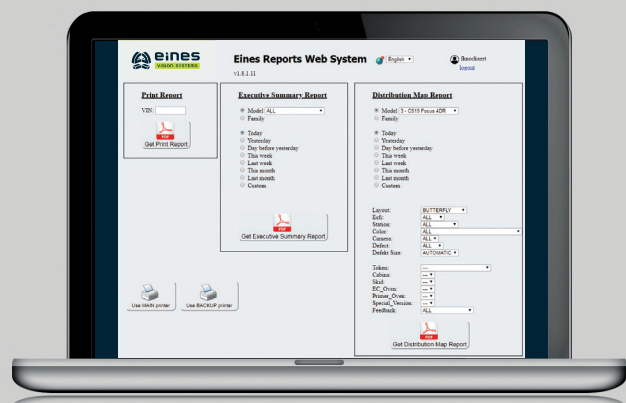 eines
VISION SYSTEMS
Eines Reports Web System
English
v1.8.1.11
logout
Print Report
VIN:
PDF
Get Print Report
Executive Summary Report
Model: ALL
Family
Today
Yesterday
Day before yesterday
This week
Last week
This month
Last month
Custom
PDF
Get Executive Summary Report
Distribution Map Report
Model: 3 - C519 Focus 4DR
Family
Today
Yesterday
Day before yesterday
This week
Last week
This month
Last month
Custom
Layout: BUTTERFLY
Esfi: ALL
Station: ALL
Color: ALL
Camera: ALL
Defect: ALL
Defekt Size: AUTOMATIC
Token: ---
Cabina: ---
Skid: ---
EC_Oven: ---
Primer_Oven: ---
Special_Version: ---
Feedback: ALL
PDF
Get Distribution Map Report
Use MAIN printer
Use BACKUP printer